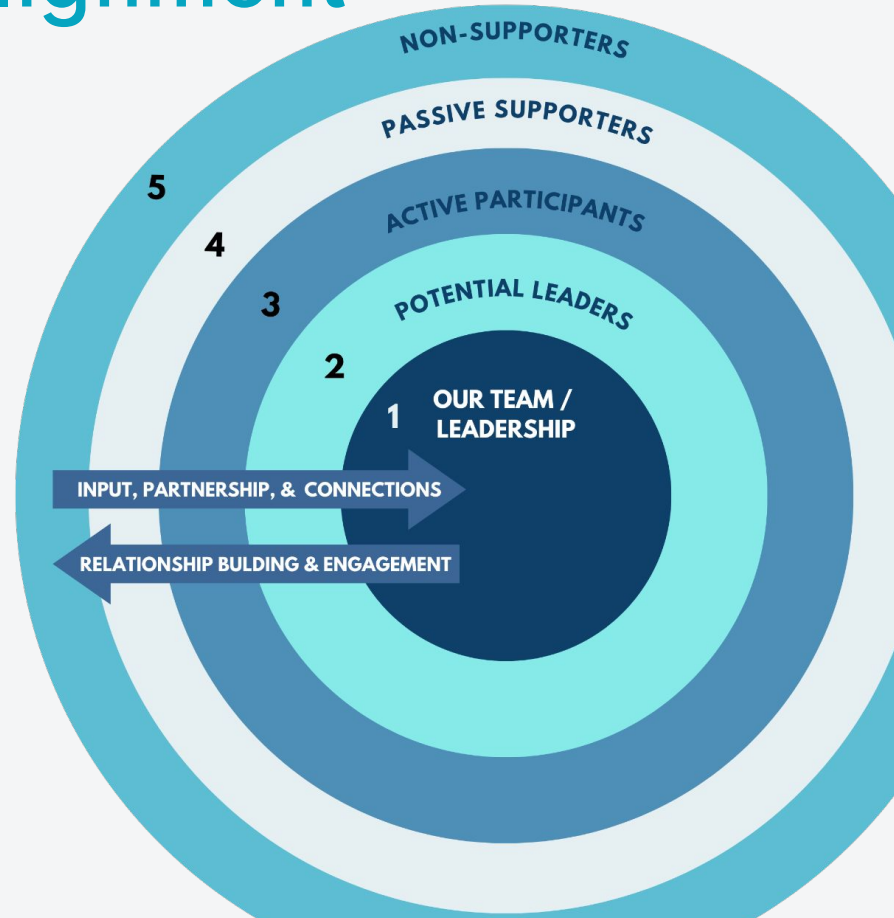 NON-SUPPORTERS
PASSIVE SUPPORTERS
5
ACTIVE PARTICIPANTS
4
POTENTIAL LEADERS
3
2
1
OUR TEAM /
LEADERSHIP
INPUT, PARTNERSHIP, & CONNECTIONS
RELATIONSHIP BULDING & ENGAGEMENT